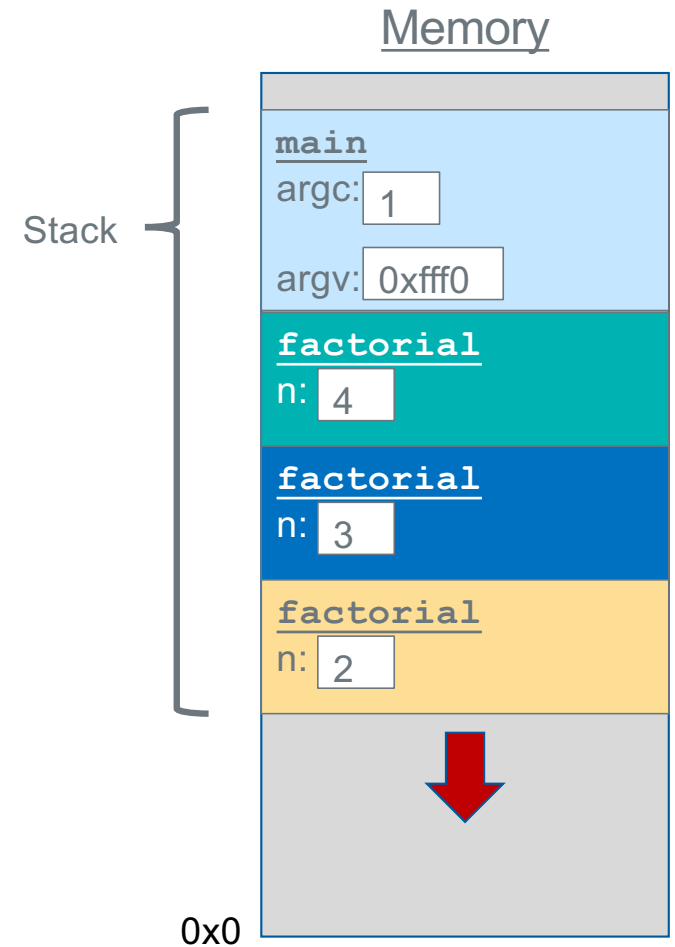 Memory
main
argc: 1
Stack
argv: 0xfff0
factorial
n: 4
factorial
n: 3
factorial
n: 2
0x0